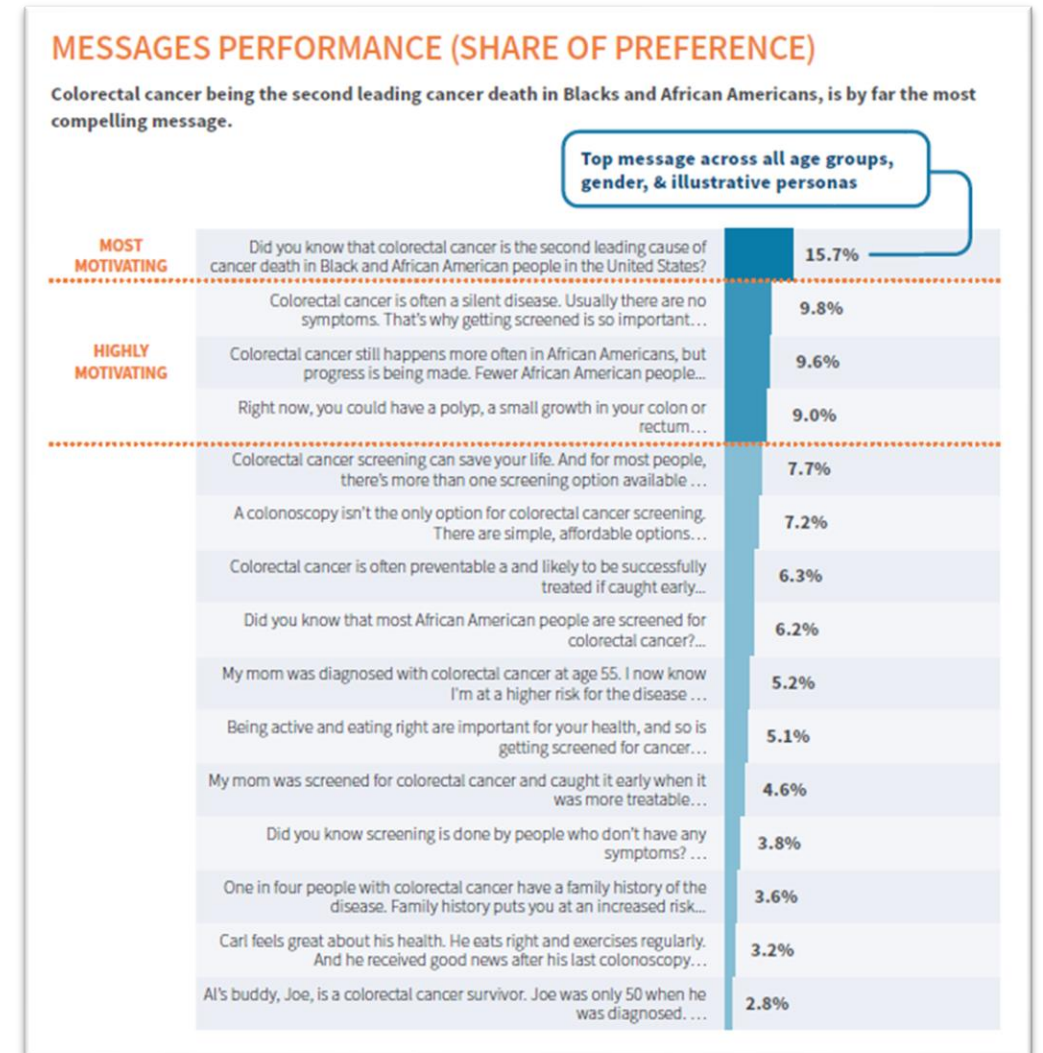 MESSAGES PERFORMANCE (SHARE OF PREFERENCE)
Colorectal cancer being the second leading cancer death in Blacks and African Americans, is by far the most
compelling message.
Top message across all age groups,
gender, & illustrative personas
MOST
MOTIVATING
Did you know that colorectal cancer is the second leading cause of
cancer death in Black and African American people in the United States?
15.7%
Colorectal cancer is often a silent disease. Usually there are no
symptoms. That's why getting screened is so important...
9.8%
HIGHLY
MOTIVATING
Colorectal cancer still happens more often in African Americans, but
progress is being made. Fewer African American people...
9.6%
Right now, you could have a polyp, a small growth in your colon or
rectum...
9.0%
Colorectal cancer screening can save your life. And for most people,
there's more than one screening option available ...
7.7%
A colonoscopy isn't the only option for colorectal cancer screening.
There are simple, affordable options...
7.2%
Colorectal cancer is often preventable a and likely to be successfully
treated if caught early...
6.3%
Did you know that most African American people are screened for
colorectal cancer?...
6.2%
My mom was diagnosed with colorectal cancer at age 55. I now know
I'm at a higher risk for the disease ...
5.2%
Being active and eating right are important for your health, and so is
getting screened for cancer...
5.1%
My mom was screened for colorectal cancer and caught it early when it
was more treatable...
4.6%
Did you know screening is done by people who don't have any
symptoms? ...
3.8%
One in four people with colorectal cancer have a family history of the
disease. Family history puts you at an increased risk...
3.6%
Carl feels great about his health. He eats right and exercises regularly.
And he received good news after his last colonoscopy...
3.2%
Al's buddy, Joe, is a colorectal cancer survivor. Joe was only 50 when he
was diagnosed. ...
2.8%